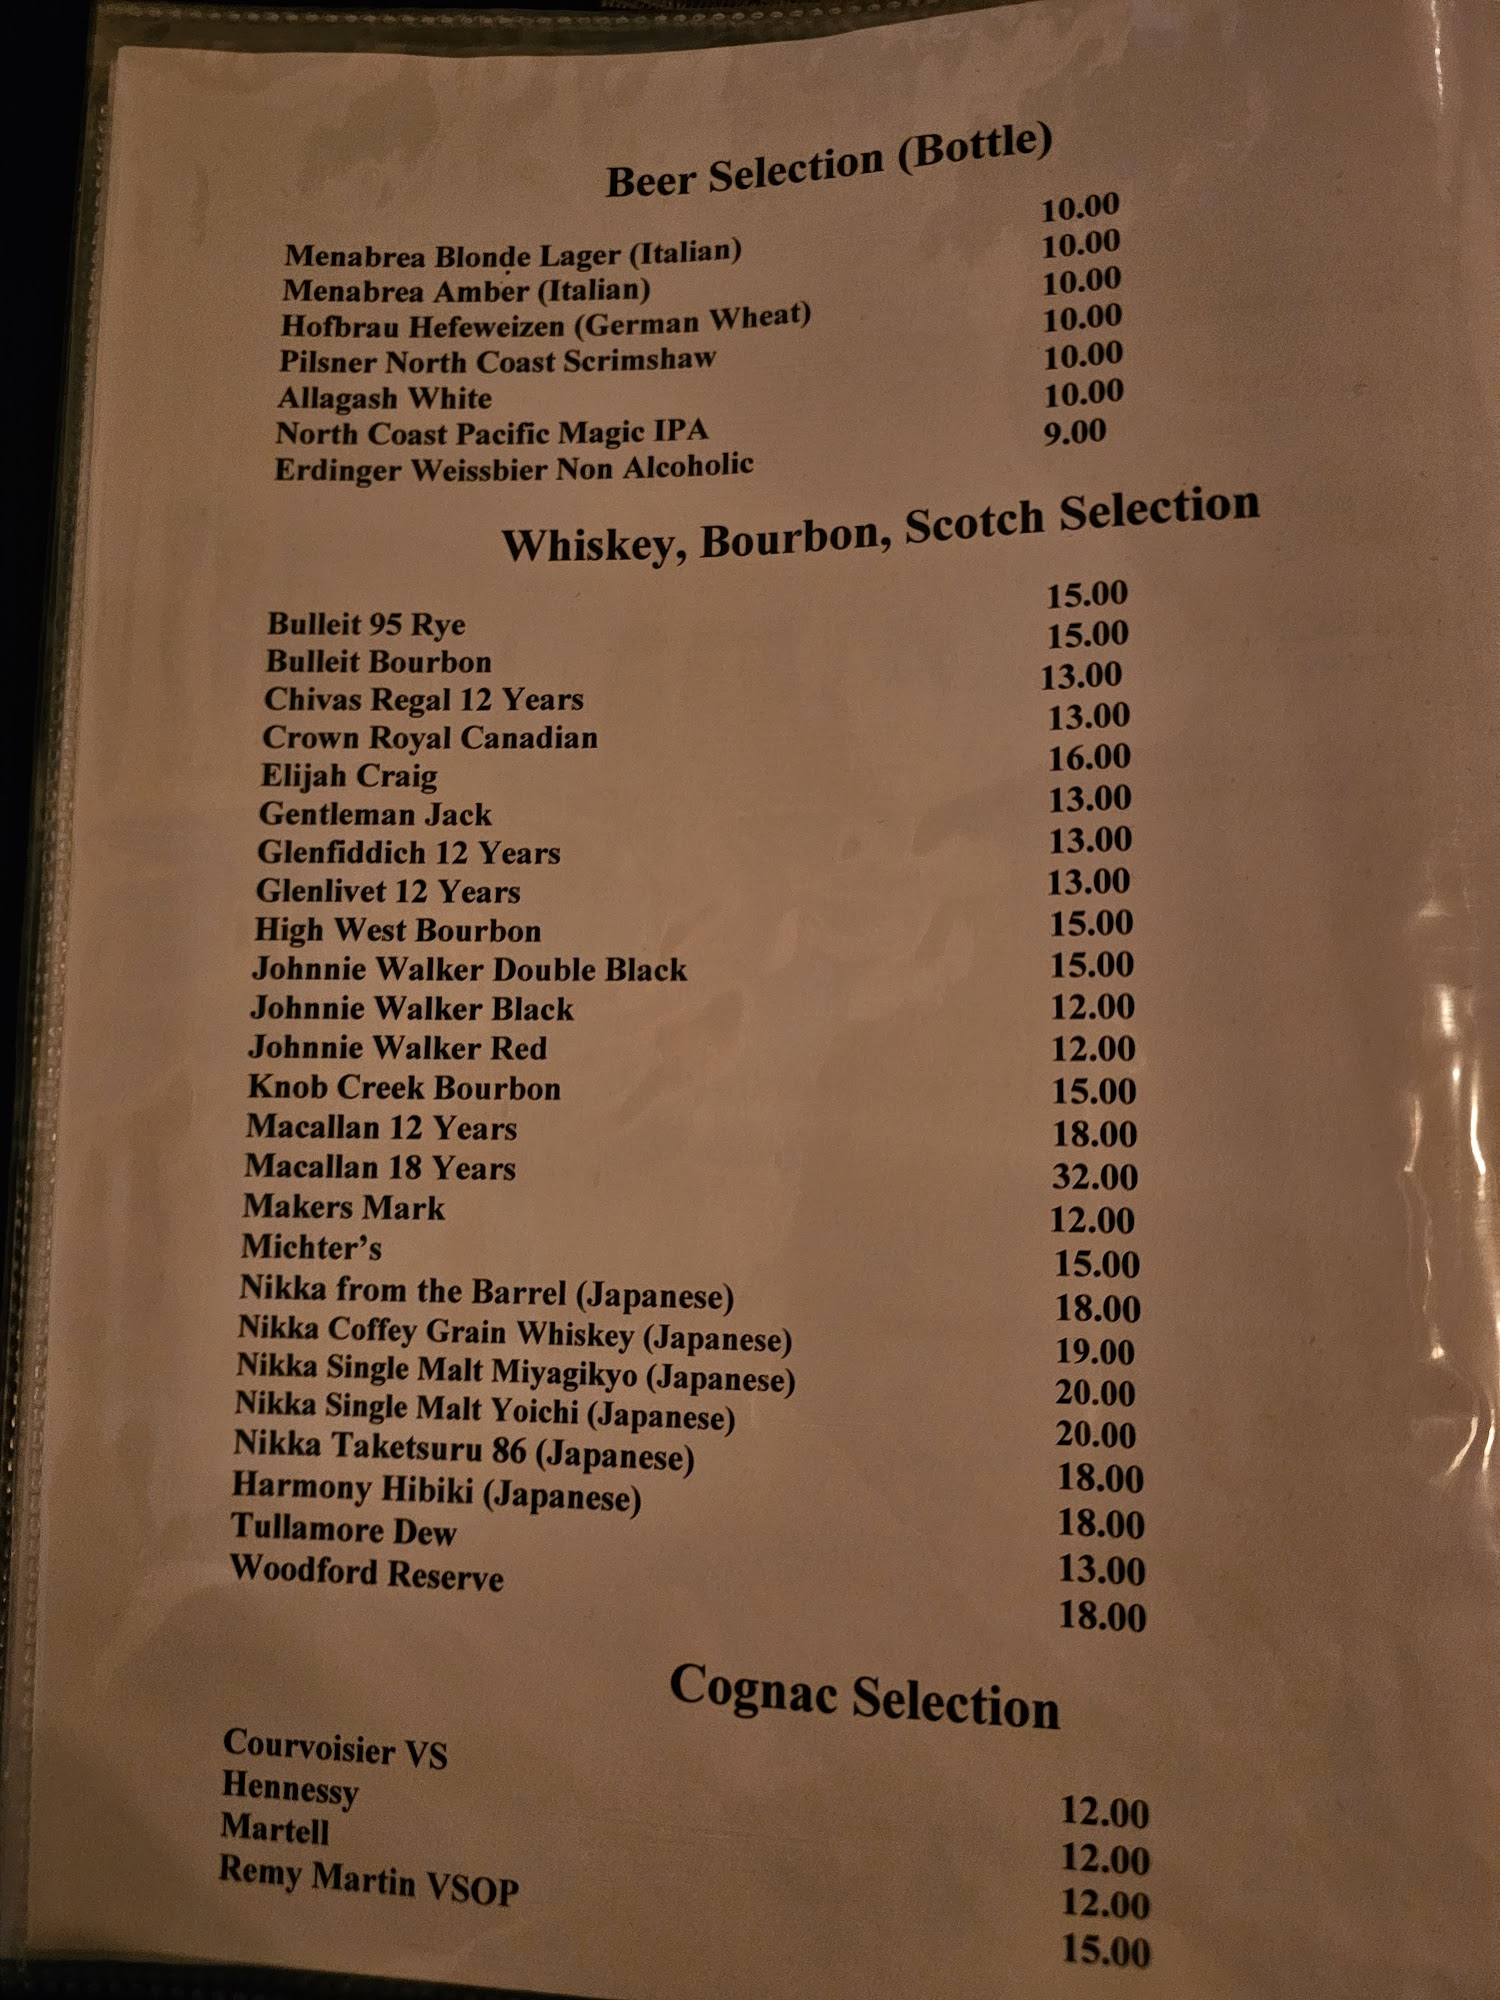 Beer Selection (Bottle)
Menabrea Blonde Lager (Italian) 10.00
Menabrea Amber (Italian) 10.00
Hofbrau Hefeweizen (German Wheat) 10.00
Pilsner North Coast Scrimshaw 10.00
Allagash White 10.00
North Coast Pacific Magic IPA 10.00
Erdinger Weissbier Non Alcoholic 9.00
Whiskey, Bourbon, Scotch Selection
Bulleit 95 Rye 15.00
Bulleit Bourbon 15.00
Chivas Regal 12 Years 13.00
Crown Royal Canadian 13.00
Elijah Craig 16.00
Gentleman Jack 13.00
Glenfiddich 12 Years 13.00
Glenlivet 12 Years 13.00
High West Bourbon 15.00
Johnnie Walker Double Black 15.00
Johnnie Walker Black 12.00
Johnnie Walker Red 12.00
Knob Creek Bourbon 15.00
Macallan 12 Years 18.00
Macallan 18 Years 32.00
Makers Mark 12.00
Michter's 15.00
Nikka from the Barrel (Japanese) 18.00
Nikka Coffey Grain Whiskey (Japanese) 19.00
Nikka Single Malt Miyagikyo (Japanese) 20.00
Nikka Single Malt Yoichi (Japanese) 20.00
Nikka Taketsuru 86 (Japanese) 18.00
Harmony Hibiki (Japanese) 18.00
Tullamore Dew 13.00
Woodford Reserve 18.00
Cognac Selection
Courvoisier VS 12.00
Hennessy 12.00
Martell 12.00
Remy Martin VSOP 15.00